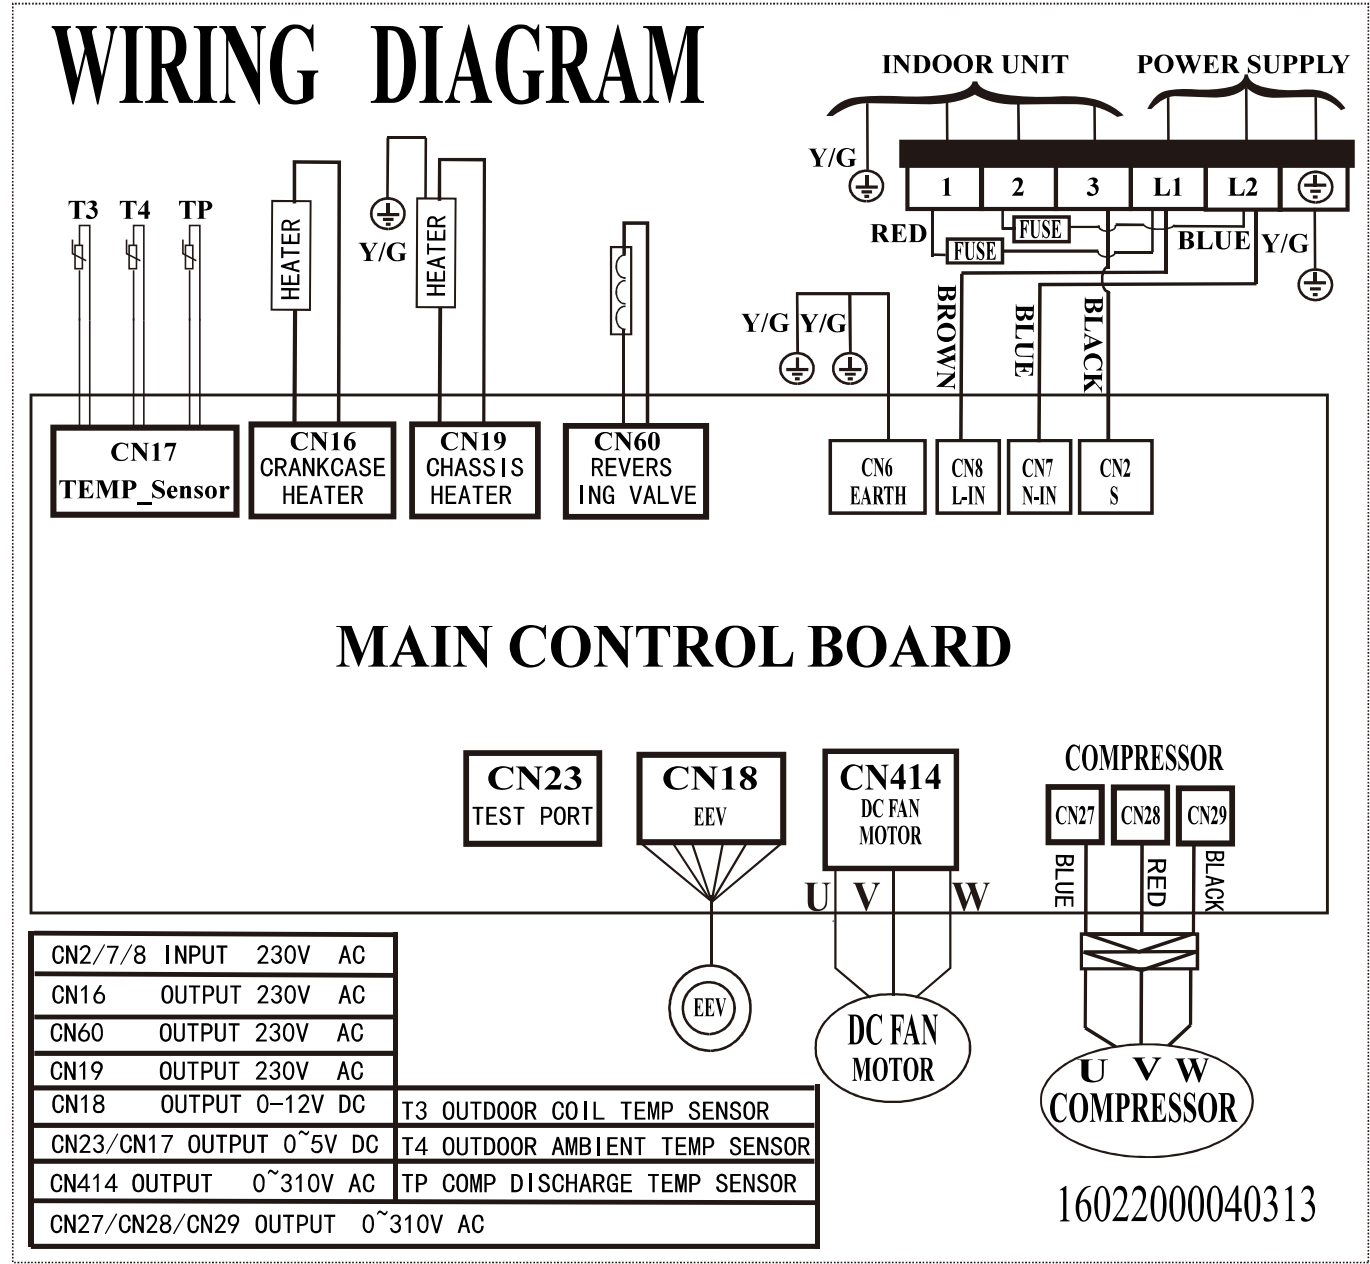 WIRING DIAGRAM
INDOOR UNIT
POWER SUPPLY
Y/G
1 2 3 L1 L2
RED
FUSE
FUSE
BLUE
Y/G
T3 T4 TP
HEATER
Y/G
HEATER
Y/G Y/G
BROWN
BLUE
BLACK
CN17
TEMP_Sensor
CN16
CRANKCASE
HEATER
CN19
CHASSIS
HEATER
CN60
REVERS
ING VALVE
CN6
EARTH
CN8
L-IN
CN7
N-IN
CN2
S
MAIN CONTROL BOARD
CN23
TEST PORT
CN18
EEV
CN414
DC FAN
MOTOR
COMPRESSOR
CN27 CN28 CN29
BLUE
RED
BLACK
U V W
EEV
DC FAN
MOTOR
U V W
COMPRESSOR
CN2/7/8 INPUT 230V AC
CN16 OUTPUT 230V AC
CN60 OUTPUT 230V AC
CN19 OUTPUT 230V AC
CN18 OUTPUT 0-12V DC
T3 OUTDOOR COIL TEMP SENSOR
CN23/CN17 OUTPUT 0~5V DC
T4 OUTDOOR AMBIENT TEMP SENSOR
CN414 OUTPUT 0~310V AC
TP COMP DISCHARGE TEMP SENSOR
CN27/CN28/CN29 OUTPUT 0~310V AC
16022000040313